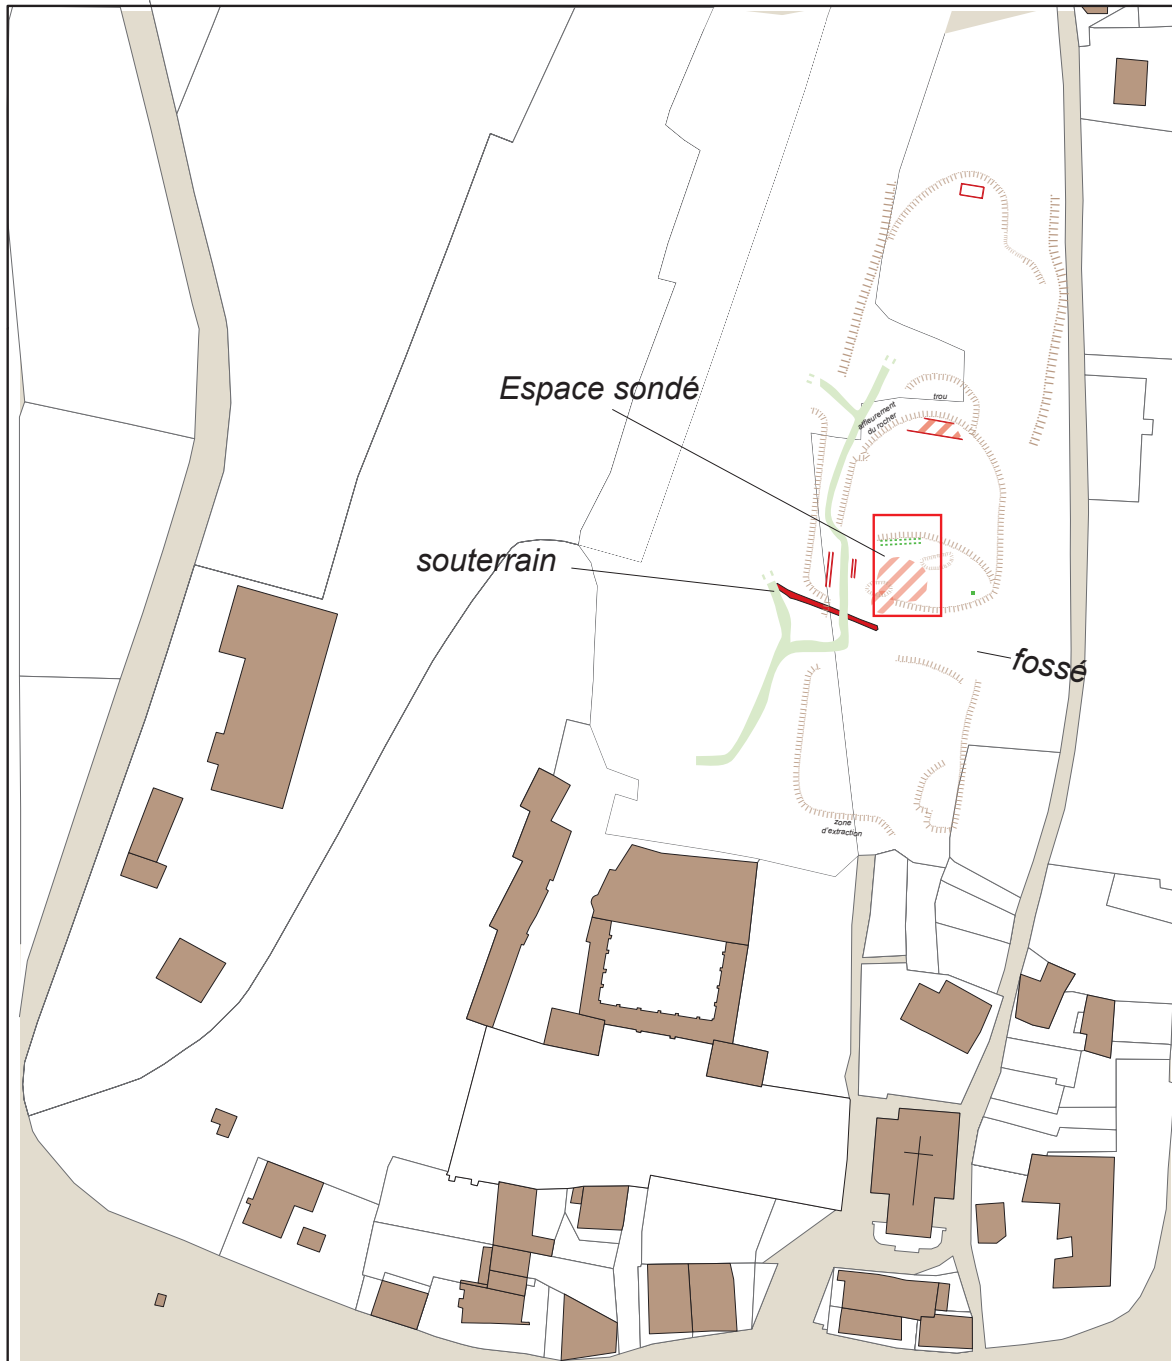 Espace sondé
trou
affleurement
du rocher
souterrain
fossé
zone
d'extraction